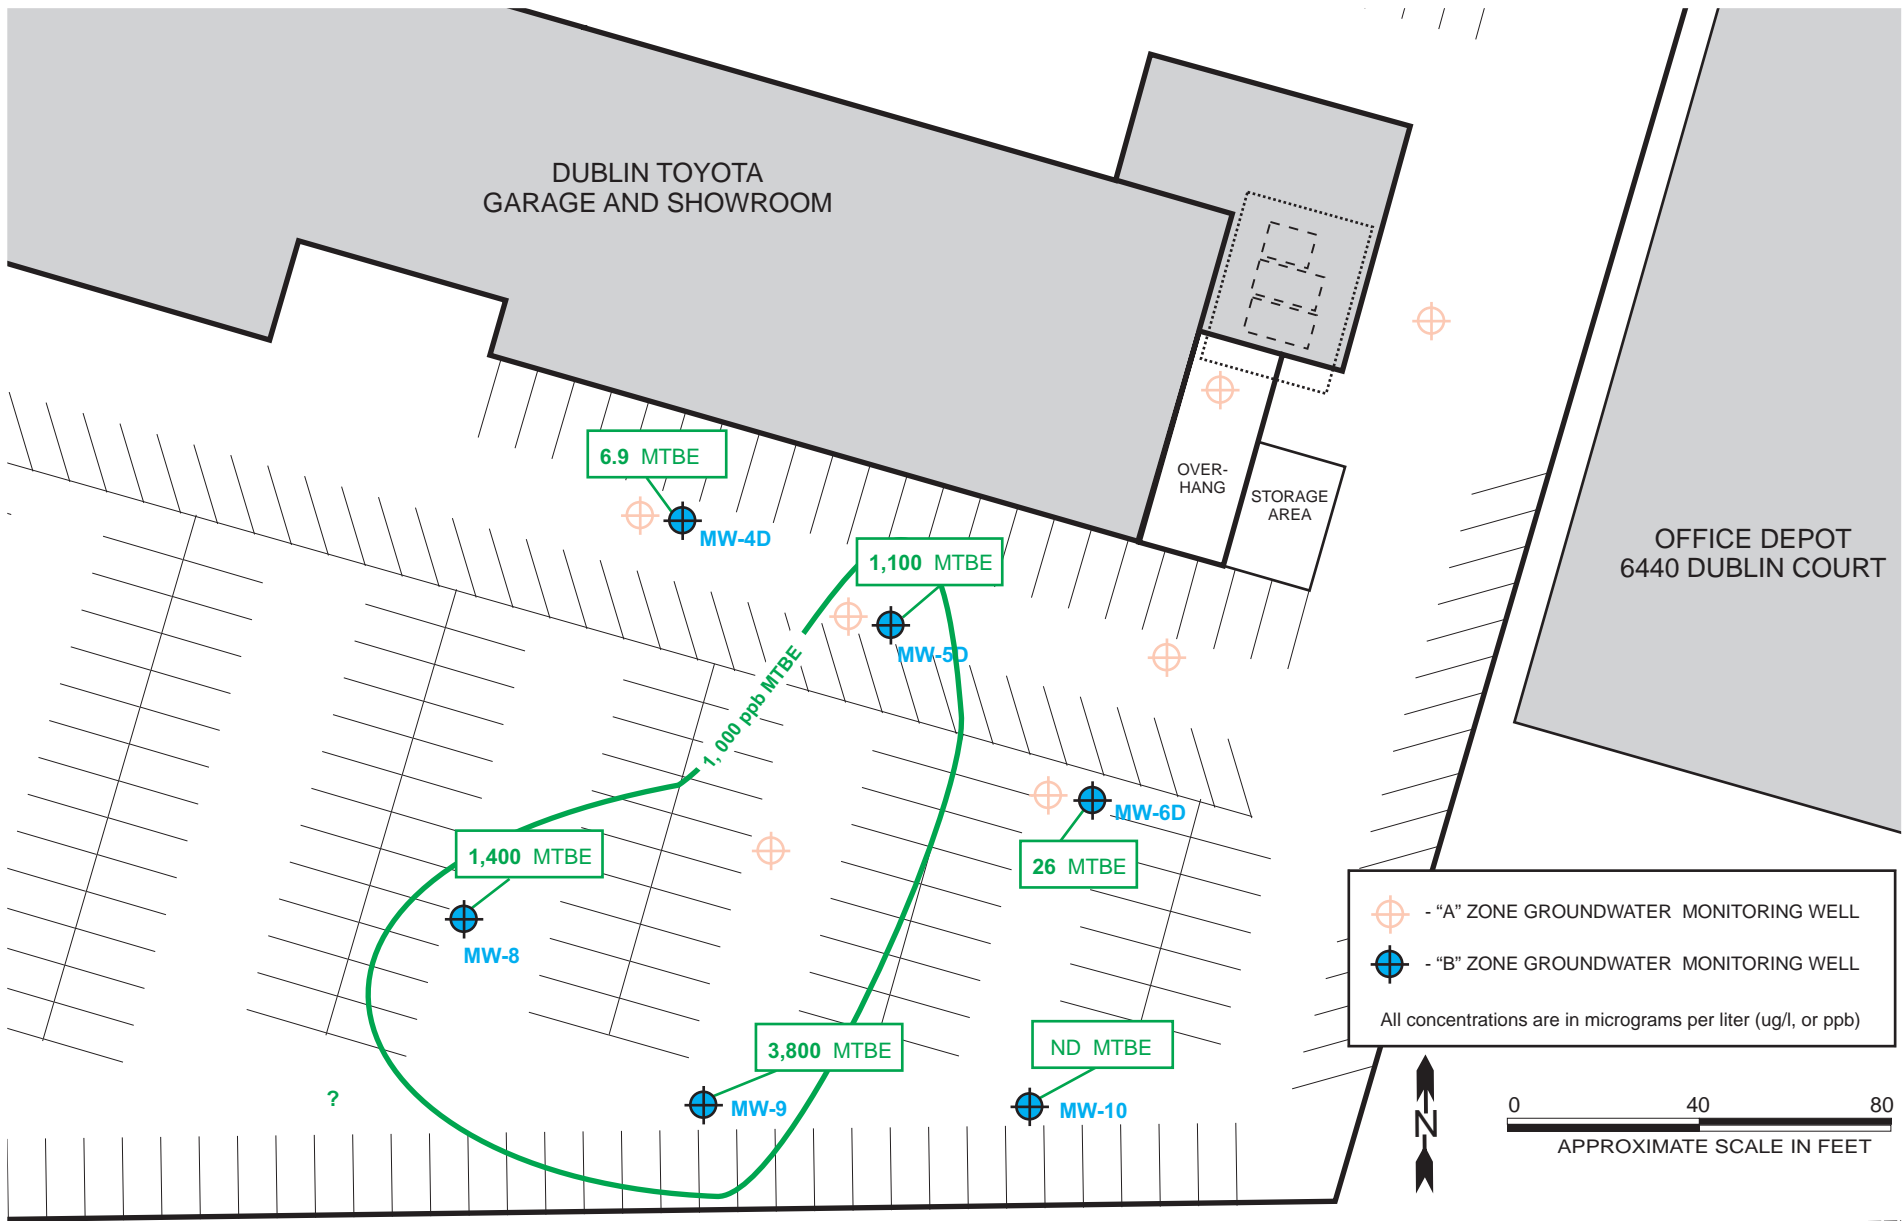 DUBLIN TOYOTA
GARAGE AND SHOWROOM
6.9 MTBE
MW-4D
OVER-
HANG
STORAGE
AREA
OFFICE DEPOT
6440 DUBLIN COURT
1,100 MTBE
MW-5D
1, 000 ppb MTBE
MW-6D
26 MTBE
1,400 MTBE
MW-8
3,800 MTBE
MW-9
ND MTBE
MW-10
?
- “A” ZONE GROUNDWATER MONITORING WELL
- “B” ZONE GROUNDWATER MONITORING WELL
All concentrations are in micrograms per liter (ug/l, or ppb)
N
0 40 80
APPROXIMATE SCALE IN FEET